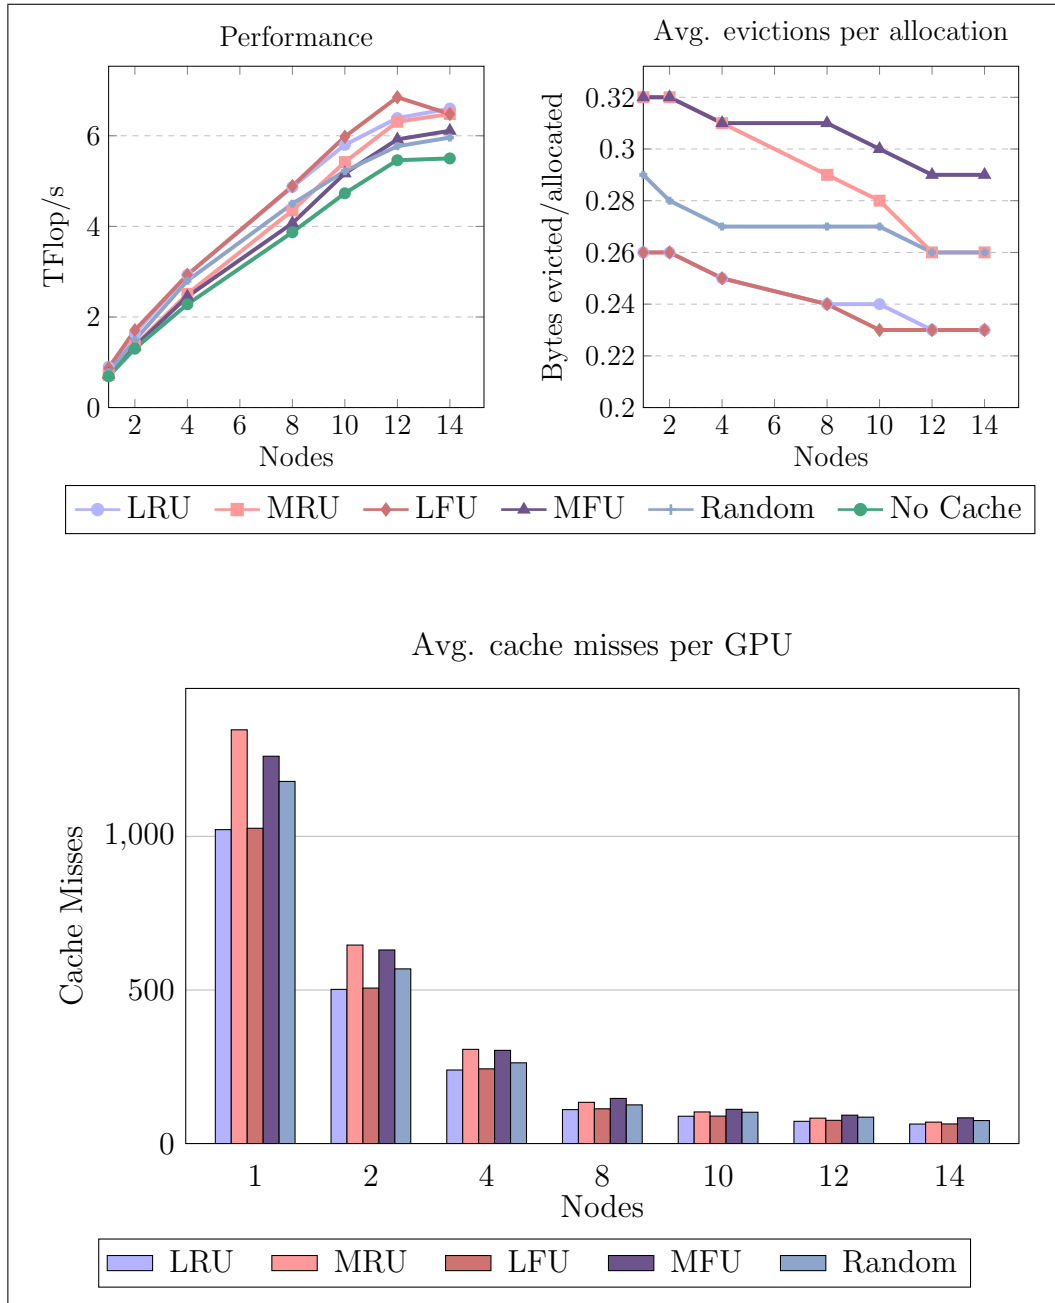 Performance
TFlop/s
6
4
2
0
2 4 6 8 10 12 14
Nodes
Avg. evictions per allocation
Bytes evicted/allocated
0.32
0.3
0.28
0.26
0.24
0.22
0.2
2 4 6 8 10 12 14
Nodes
LRU MRU LFU MFU Random No Cache
Avg. cache misses per GPU
Cache Misses
1,000
500
0
1 2 4 8 10 12 14
Nodes
LRU MRU LFU MFU Random